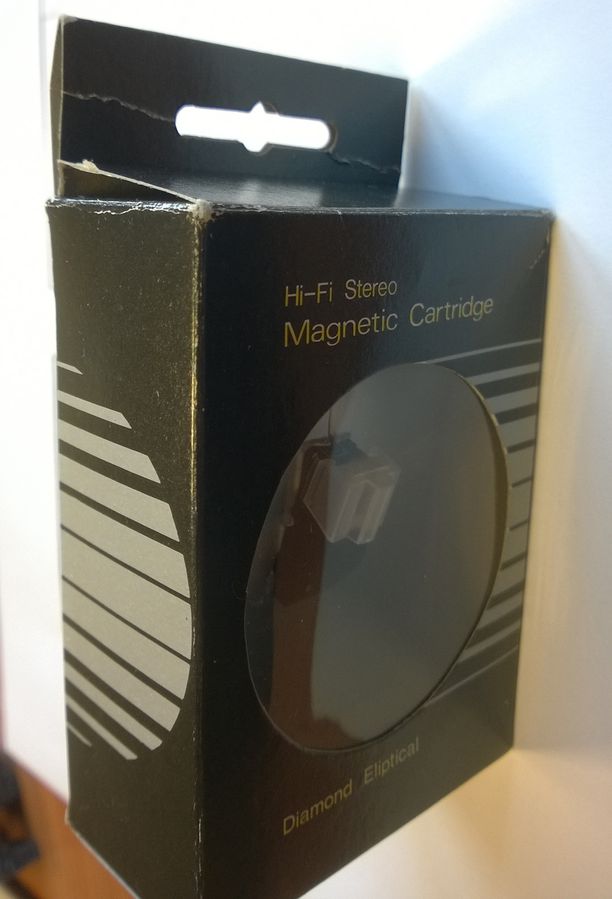 Hi-Fi Stereo
Magnetic Cartridge
Diamond Eliptical